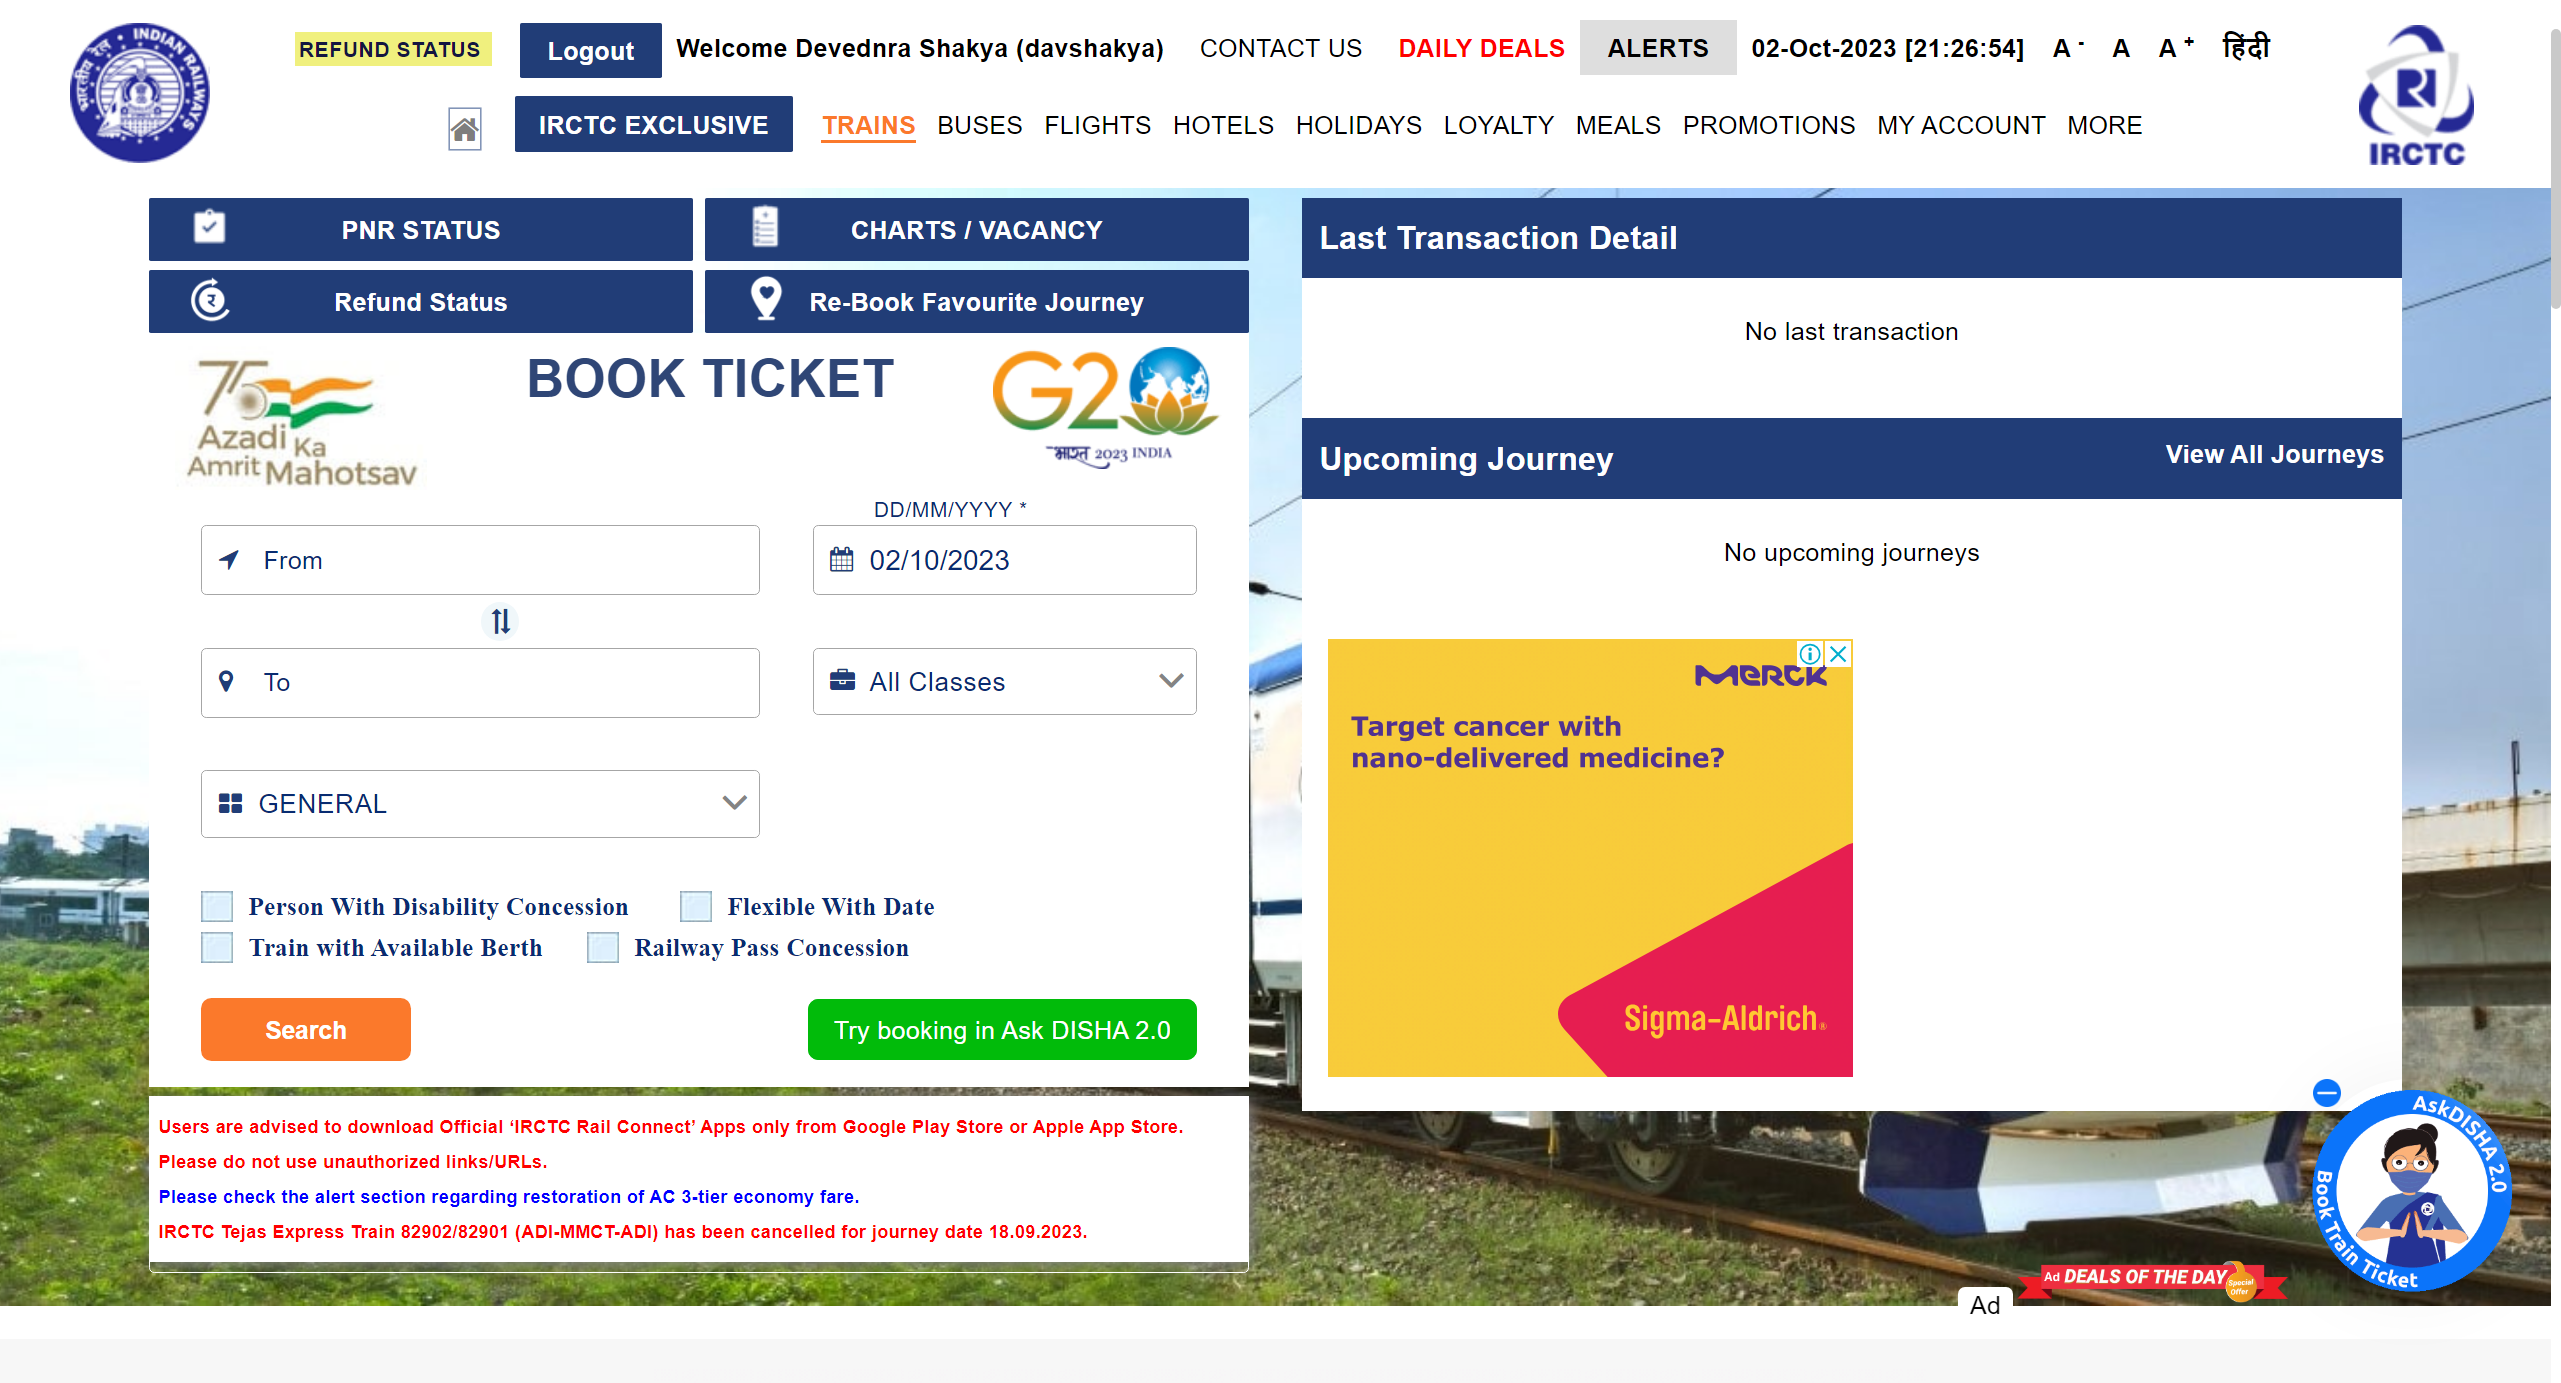 REFUND STATUS
Logout
Welcome Devednra Shakya (davshakya)
CONTACT US
DAILY DEALS
ALERTS
02-Oct-2023 [21:26:54]
A - A A +
हिंदी
IRCTC EXCLUSIVE
TRAINS BUSES FLIGHTS HOTELS HOLIDAYS LOYALTY MEALS PROMOTIONS MY ACCOUNT MORE
INDIAN RAILWAYS
भारतीय रेल
IRCTC
PNR STATUS
CHARTS / VACANCY
Refund Status
Re-Book Favourite Journey
75
Azadi Ka
Amrit Mahotsav
BOOK TICKET
G20
भारत 2023 INDIA
DD/MM/YYYY *
From
02/10/2023
To
All Classes
GENERAL
Person With Disability Concession
Flexible With Date
Train with Available Berth
Railway Pass Concession
Search
Try booking in Ask DISHA 2.0
Users are advised to download Official ‘IRCTC Rail Connect’ Apps only from Google Play Store or Apple App Store.
Please do not use unauthorized links/URLs.
Please check the alert section regarding restoration of AC 3-tier economy fare.
IRCTC Tejas Express Train 82902/82901 (ADI-MMCT-ADI) has been cancelled for journey date 18.09.2023.
Last Transaction Detail
No last transaction
Upcoming Journey
View All Journeys
No upcoming journeys
MERCK
Target cancer with
nano-delivered medicine?
Sigma-Aldrich®
AskDISHA 2.0
Book Train Ticket
Ad DEALS OF THE DAY
Special
Offer
Ad